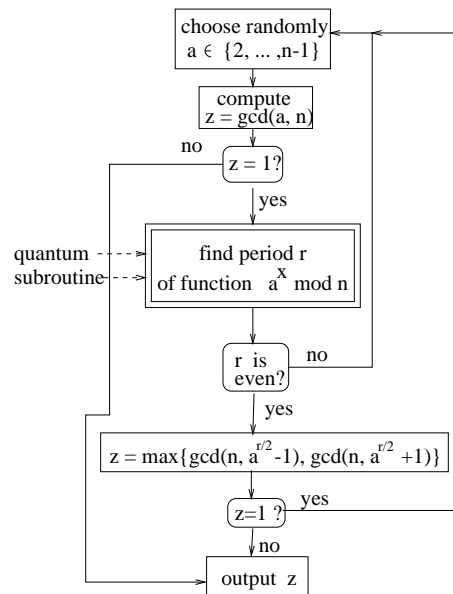 choose randomly
a ∈ {2, ... ,n-1}
compute
z = gcd(a, n)
no
z = 1?
yes
quantum
subroutine
find period r
of function a^x mod n
r is
even?
no
yes
z = max{gcd(n, a^{r/2} -1), gcd(n, a^{r/2} +1)}
z=1 ?
yes
no
output z